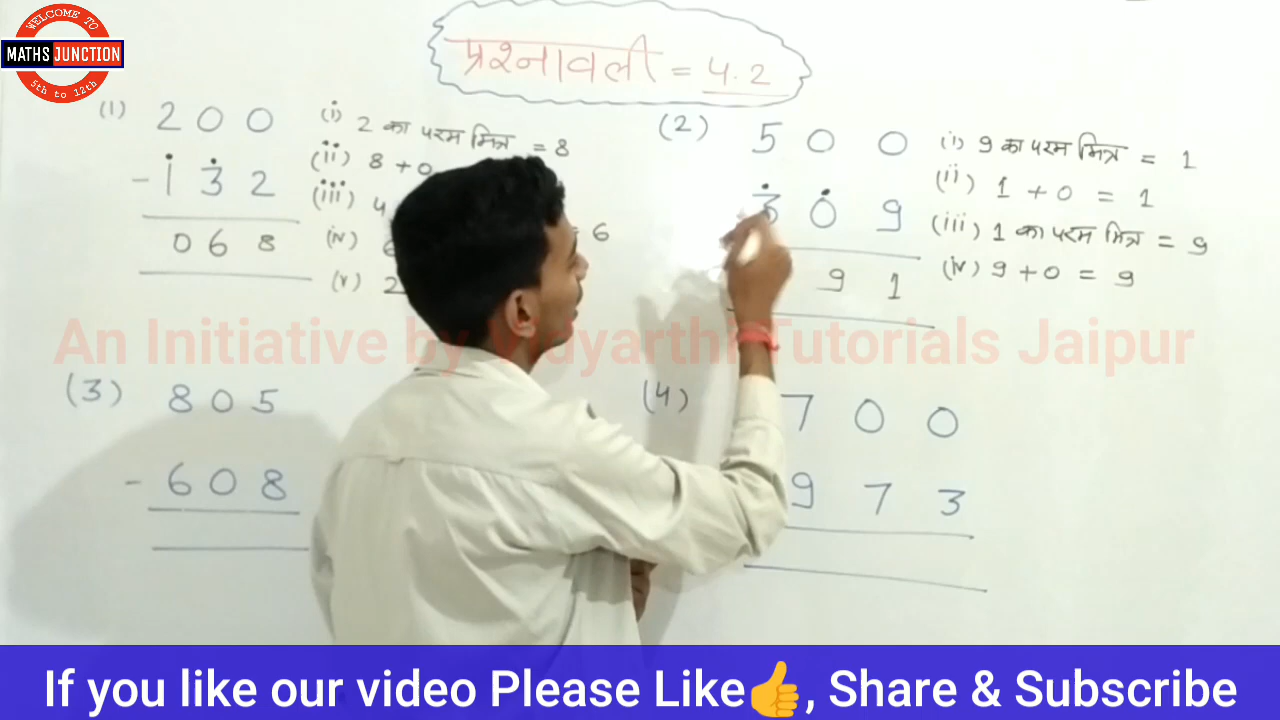 WELCOME TO
MATHS JUNCTION
5th to 12th
प्रश्नावली = 4.2
(1) 200
- 132
068
(i) 2 का परम मित्र = 8
(ii) 8 + 0
(iii) 4
(iv) 6 = 6
(v) 2
(2) 500
309
91
(i) 9 का परम मित्र = 1
(ii) 1 + 0 = 1
(iii) 1 का परम मित्र = 9
(iv) 9 + 0 = 9
An Initiative by Vidyarthi Tutorials Jaipur
(3) 805
- 608
(4) 700
973
If you like our video Please Like👍, Share & Subscribe